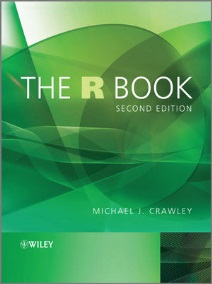 THE R BOOK
SECOND EDITION
MICHAEL J. CRAWLEY
WILEY